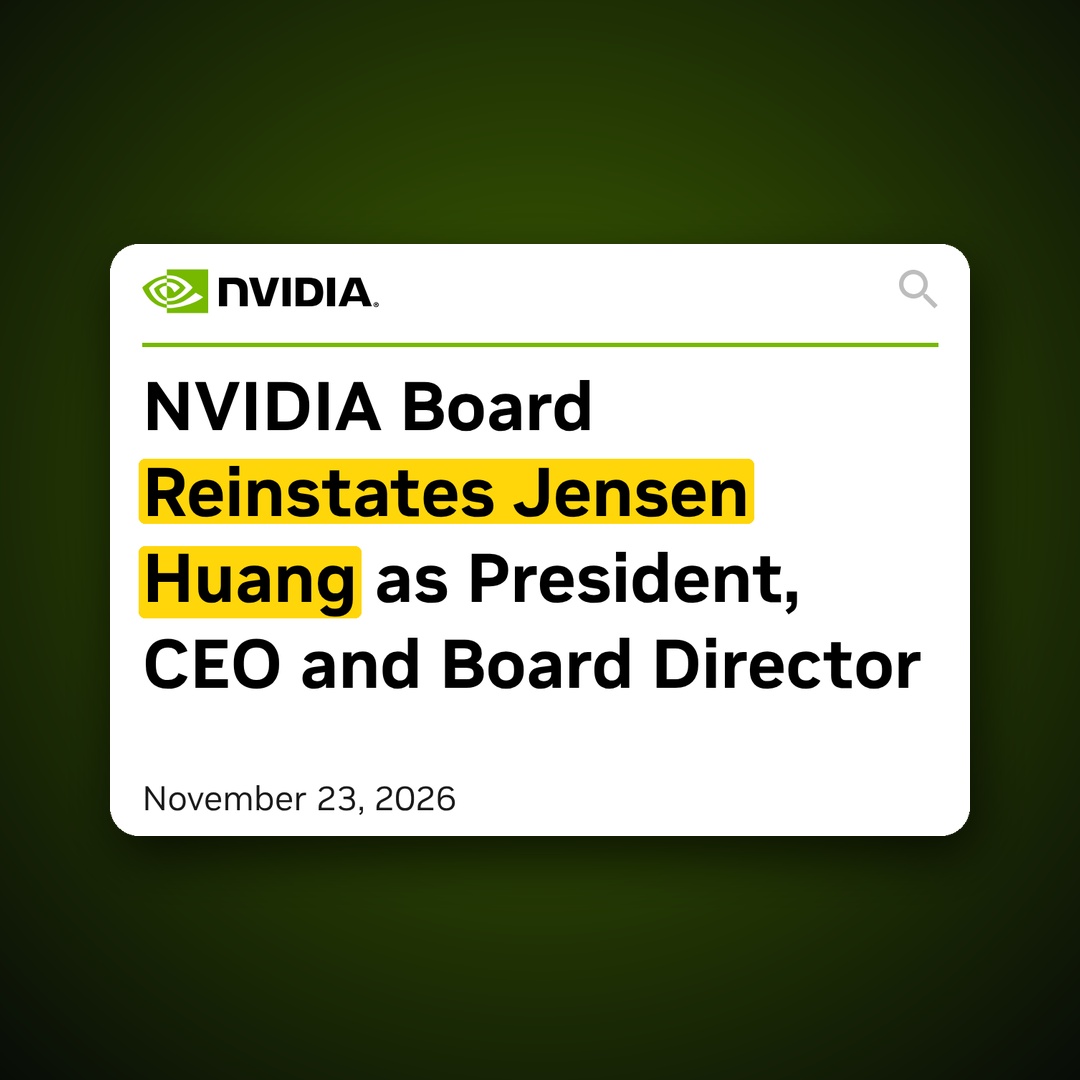 NVIDIA®
NVIDIA Board
Reinstates Jensen
Huang as President,
CEO and Board Director
November 23, 2026